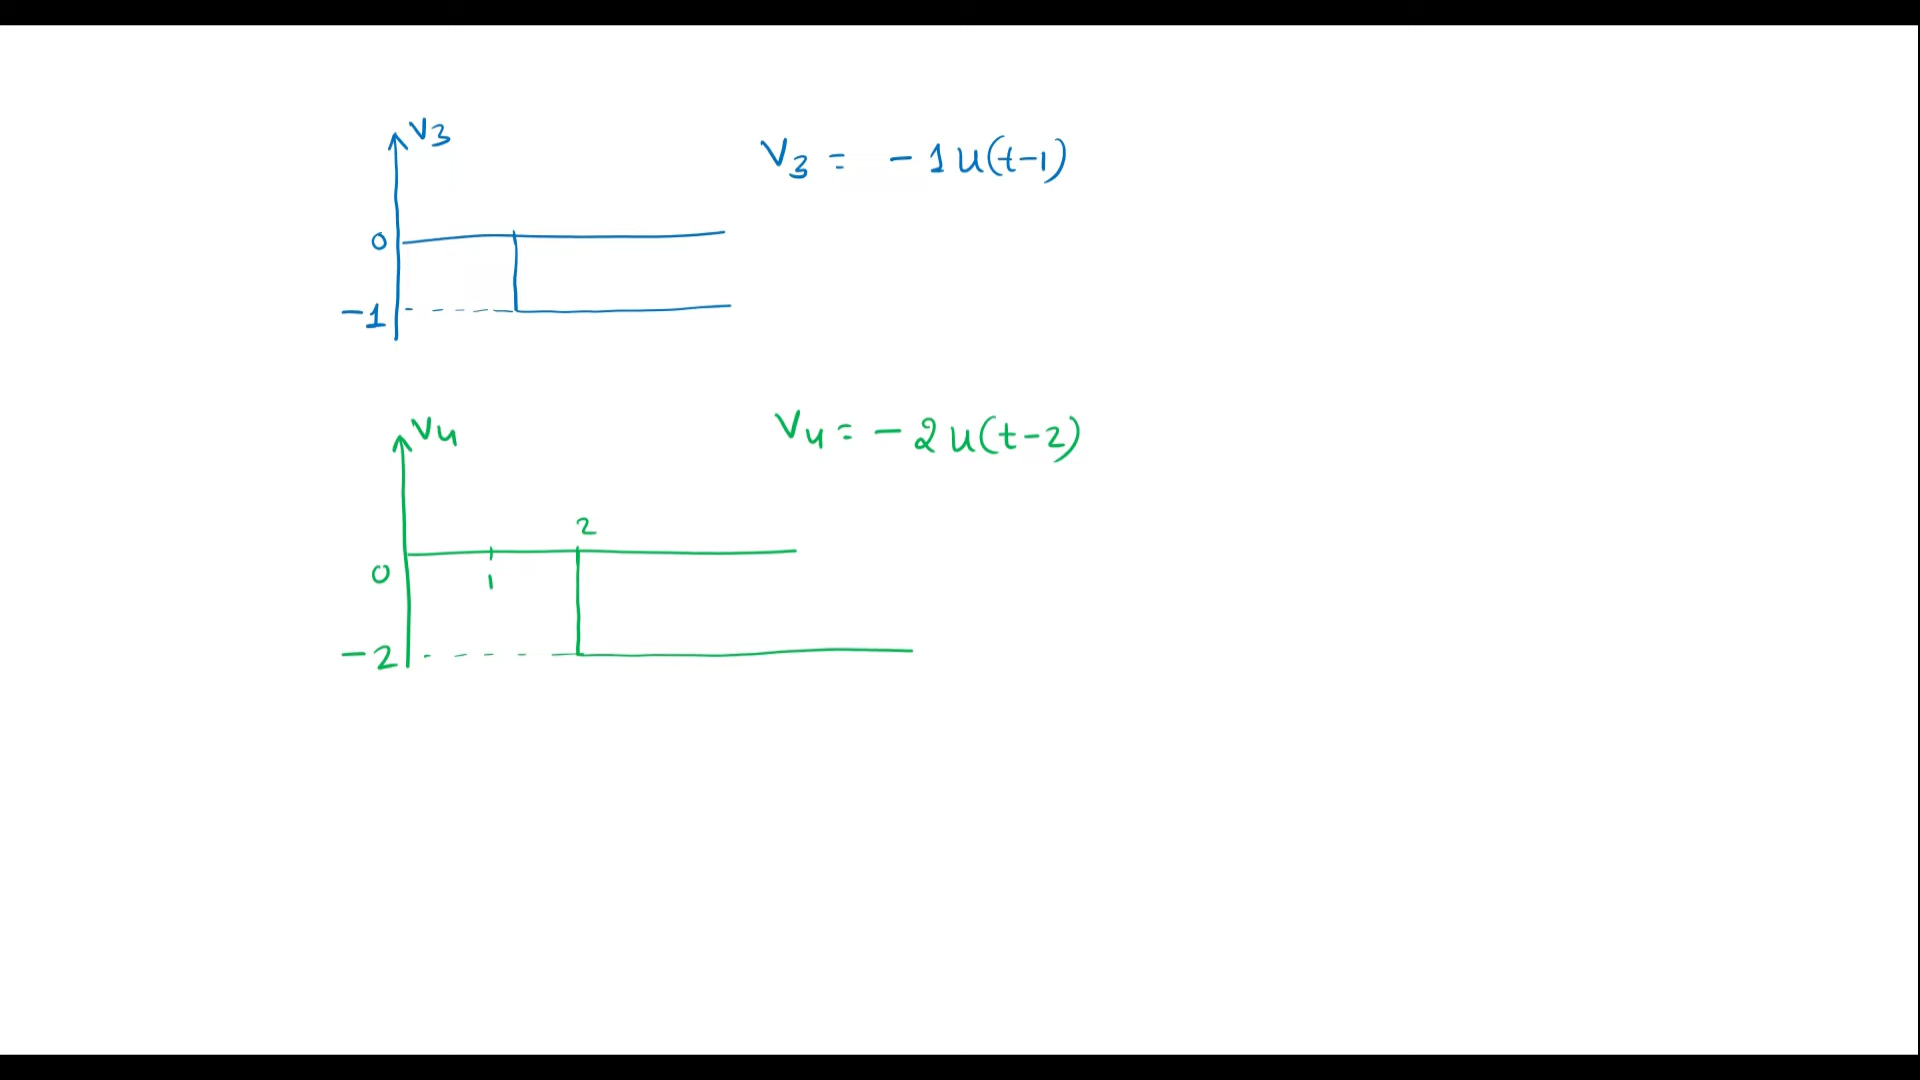 V3
V3 = -1u(t-1)
0
-1
V4
V4 = -2u(t-2)
2
0
1
-2